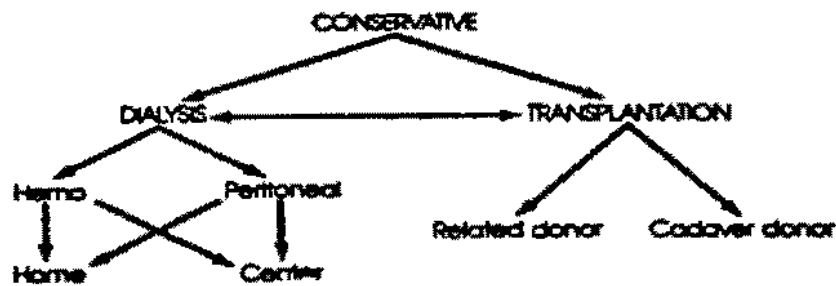 CONSERVATIVE
DIALYSIS TRANSPLANTATION
Hemo Peritoneal
Related donor Cadaver donor
Home Center